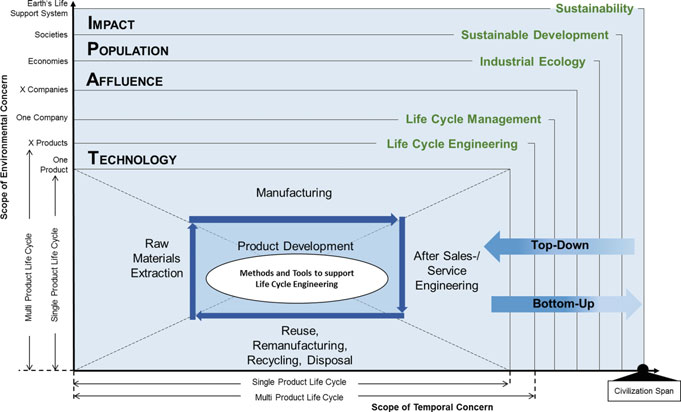 Earth's Life
Support System
Sustainability
IMPACT
Societies
Sustainable Development
POPULATION
Economies
Industrial Ecology
AFFLUENCE
X Companies
One Company
Life Cycle Management
X Products
Life Cycle Engineering
One
Product
TECHNOLOGY
Scope of Environmental Concern
Multi Product Life Cycle
Single Product Life Cycle
Manufacturing
Raw
Materials
Extraction
Product Development
Methods and Tools to support
Life Cycle Engineering
After Sales-/
Service
Engineering
Reuse,
Remanufacturing,
Recycling, Disposal
Top-Down
Bottom-Up
Single Product Life Cycle
Multi Product Life Cycle
Scope of Temporal Concern
Civilization Span